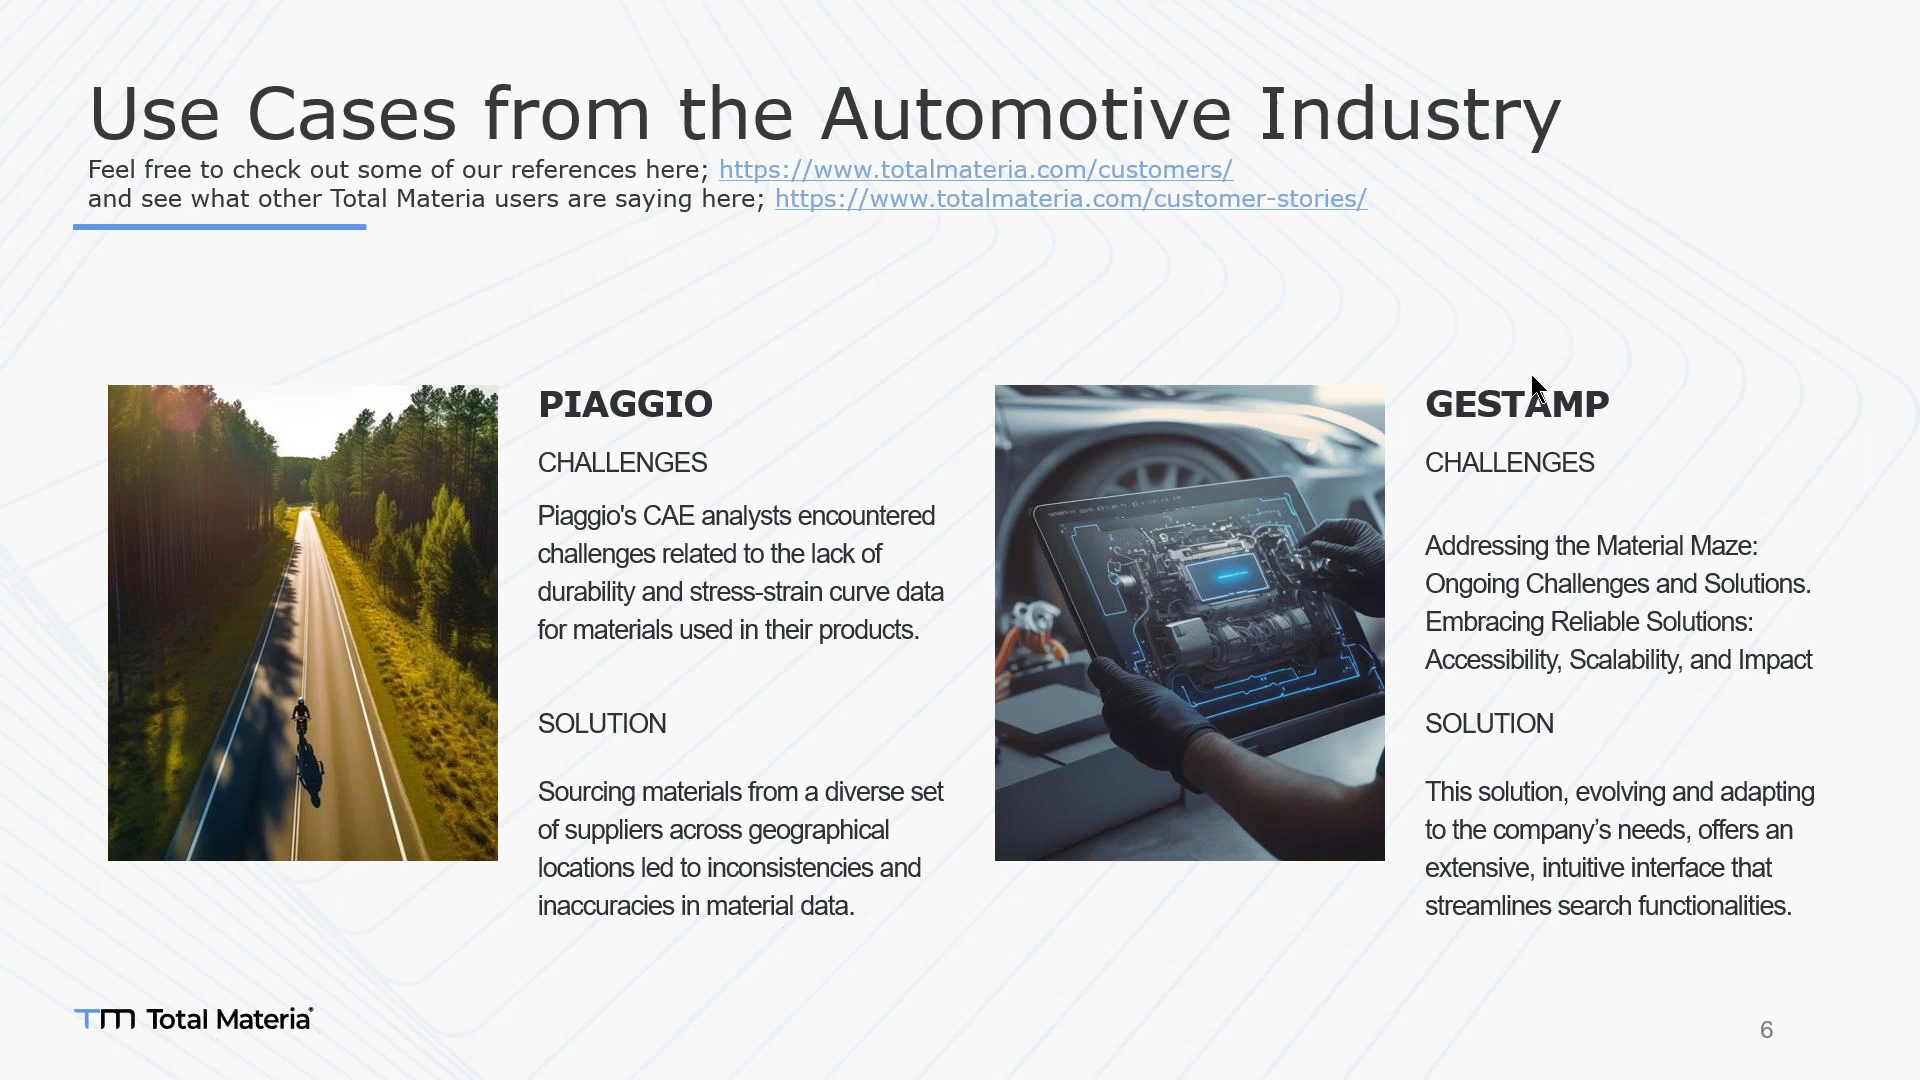 Use Cases from the Automotive Industry
Feel free to check out some of our references here; https://www.totalmateria.com/customers/
and see what other Total Materia users are saying here; https://www.totalmateria.com/customer-stories/
PIAGGIO
CHALLENGES
Piaggio's CAE analysts encountered
challenges related to the lack of
durability and stress-strain curve data
for materials used in their products.
SOLUTION
Sourcing materials from a diverse set
of suppliers across geographical
locations led to inconsistencies and
inaccuracies in material data.
GESTAMP
CHALLENGES
Addressing the Material Maze:
Ongoing Challenges and Solutions.
Embracing Reliable Solutions:
Accessibility, Scalability, and Impact
SOLUTION
This solution, evolving and adapting
to the company’s needs, offers an
extensive, intuitive interface that
streamlines search functionalities.
TM Total Materia®
6